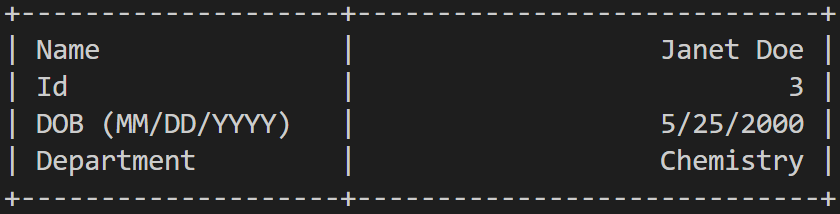 +--------------------+-----------------------------+
| Name               |                   Janet Doe |
| Id                 |                           3 |
| DOB (MM/DD/YYYY)   |                   5/25/2000 |
| Department         |                   Chemistry |
+--------------------+-----------------------------+